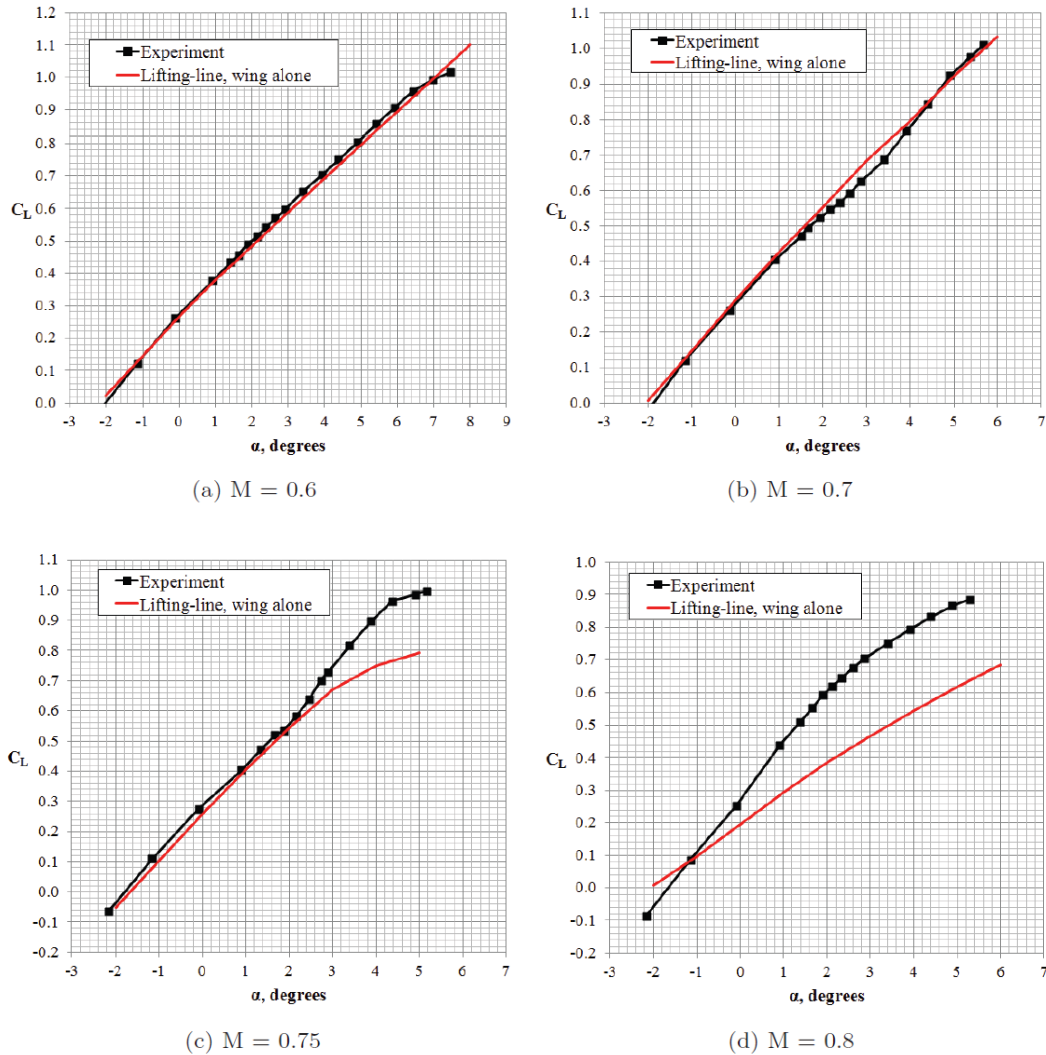 1.2
1.1
1.0
0.9
0.8
0.7
0.6
CL
0.5
0.4
0.3
0.2
0.1
0.0
Experiment
Lifting-line, wing alone
-3 -2 -1 0 1 2 3 4 5 6 7 8 9
α, degrees
(a) M = 0.6
1.1
1.0
0.9
0.8
0.7
0.6
CL
0.5
0.4
0.3
0.2
0.1
0.0
Experiment
Lifting-line, wing alone
-3 -2 -1 0 1 2 3 4 5 6 7
α, degrees
(b) M = 0.7
1.1
1.0
0.9
0.8
0.7
0.6
0.5
CL
0.4
0.3
0.2
0.1
0.0
-0.1
-0.2
Experiment
Lifting-line, wing alone
-3 -2 -1 0 1 2 3 4 5 6 7
α, degrees
(c) M = 0.75
1.0
0.9
0.8
0.7
0.6
0.5
CL
0.4
0.3
0.2
0.1
0.0
-0.1
-0.2
Experiment
Lifting-line, wing alone
-3 -2 -1 0 1 2 3 4 5 6 7
α, degrees
(d) M = 0.8